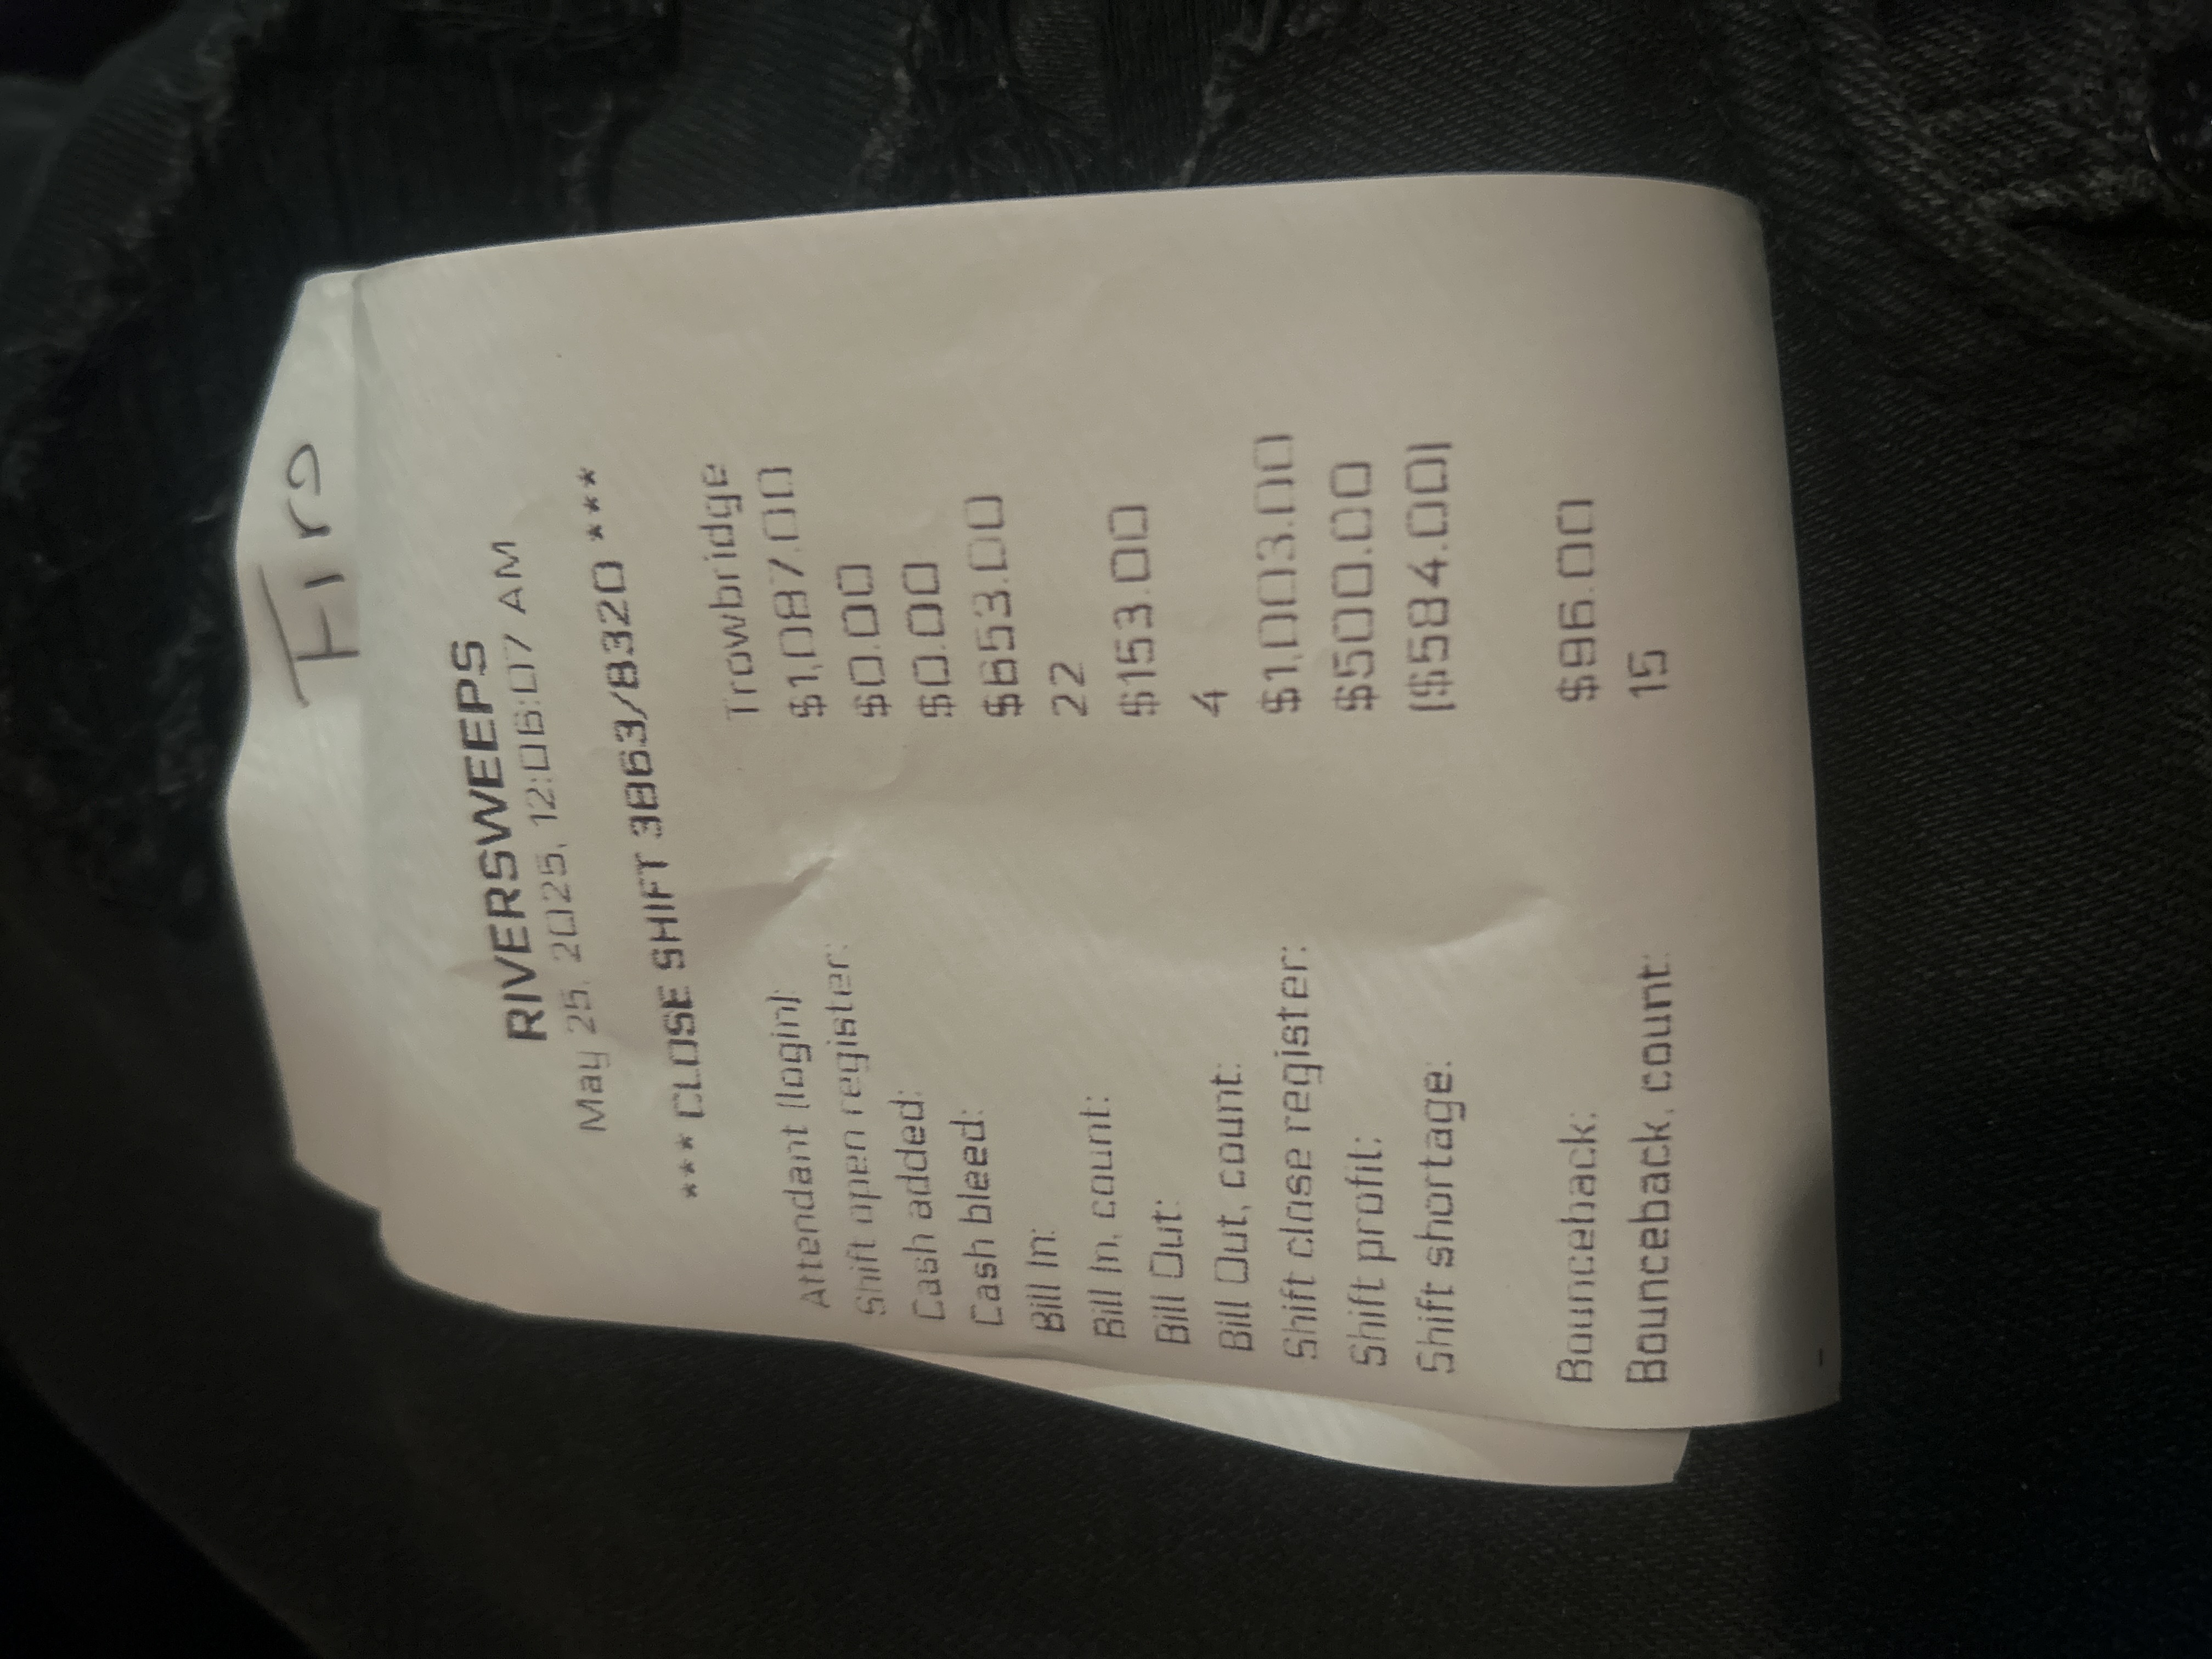 RIVERSWEEPS
May 25, 2025, 12:06:07 AM
*** CLOSE SHIFT 3863/8320 ***
Attendant (login): Trowbridge
Shift open register: $1,087.00
Cash added: $0.00
Cash bleed: $0.00
Bill In: $653.00
Bill In, count: 22
Bill Out: $153.00
Bill Out, count: 4
Shift close register: $1,003.00
Shift profit: $500.00
Shift shortage: ($584.00)
Bounceback: $96.00
Bounceback, count: 15